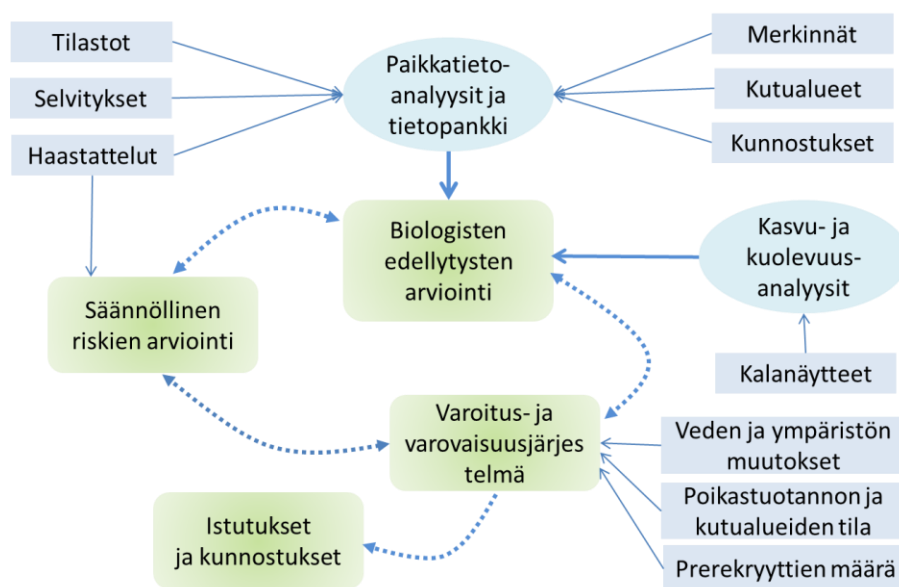 Tilastot
Selvitykset
Haastattelut
Paikkatieto-
analyysit ja
tietopankki
Merkinnät
Kutualueet
Kunnostukset
Biologisten
edellytysten
arviointi
Kasvu- ja
kuolevuus-
analyysit
Säännöllinen
riskien arviointi
Kalanäytteet
Varoitus- ja
varovaisuusjärjes
telmä
Veden ja ympäristön
muutokset
Poikastuotannon ja
kutualueiden tila
Prerekryyttien määrä
Istutukset
ja kunnostukset